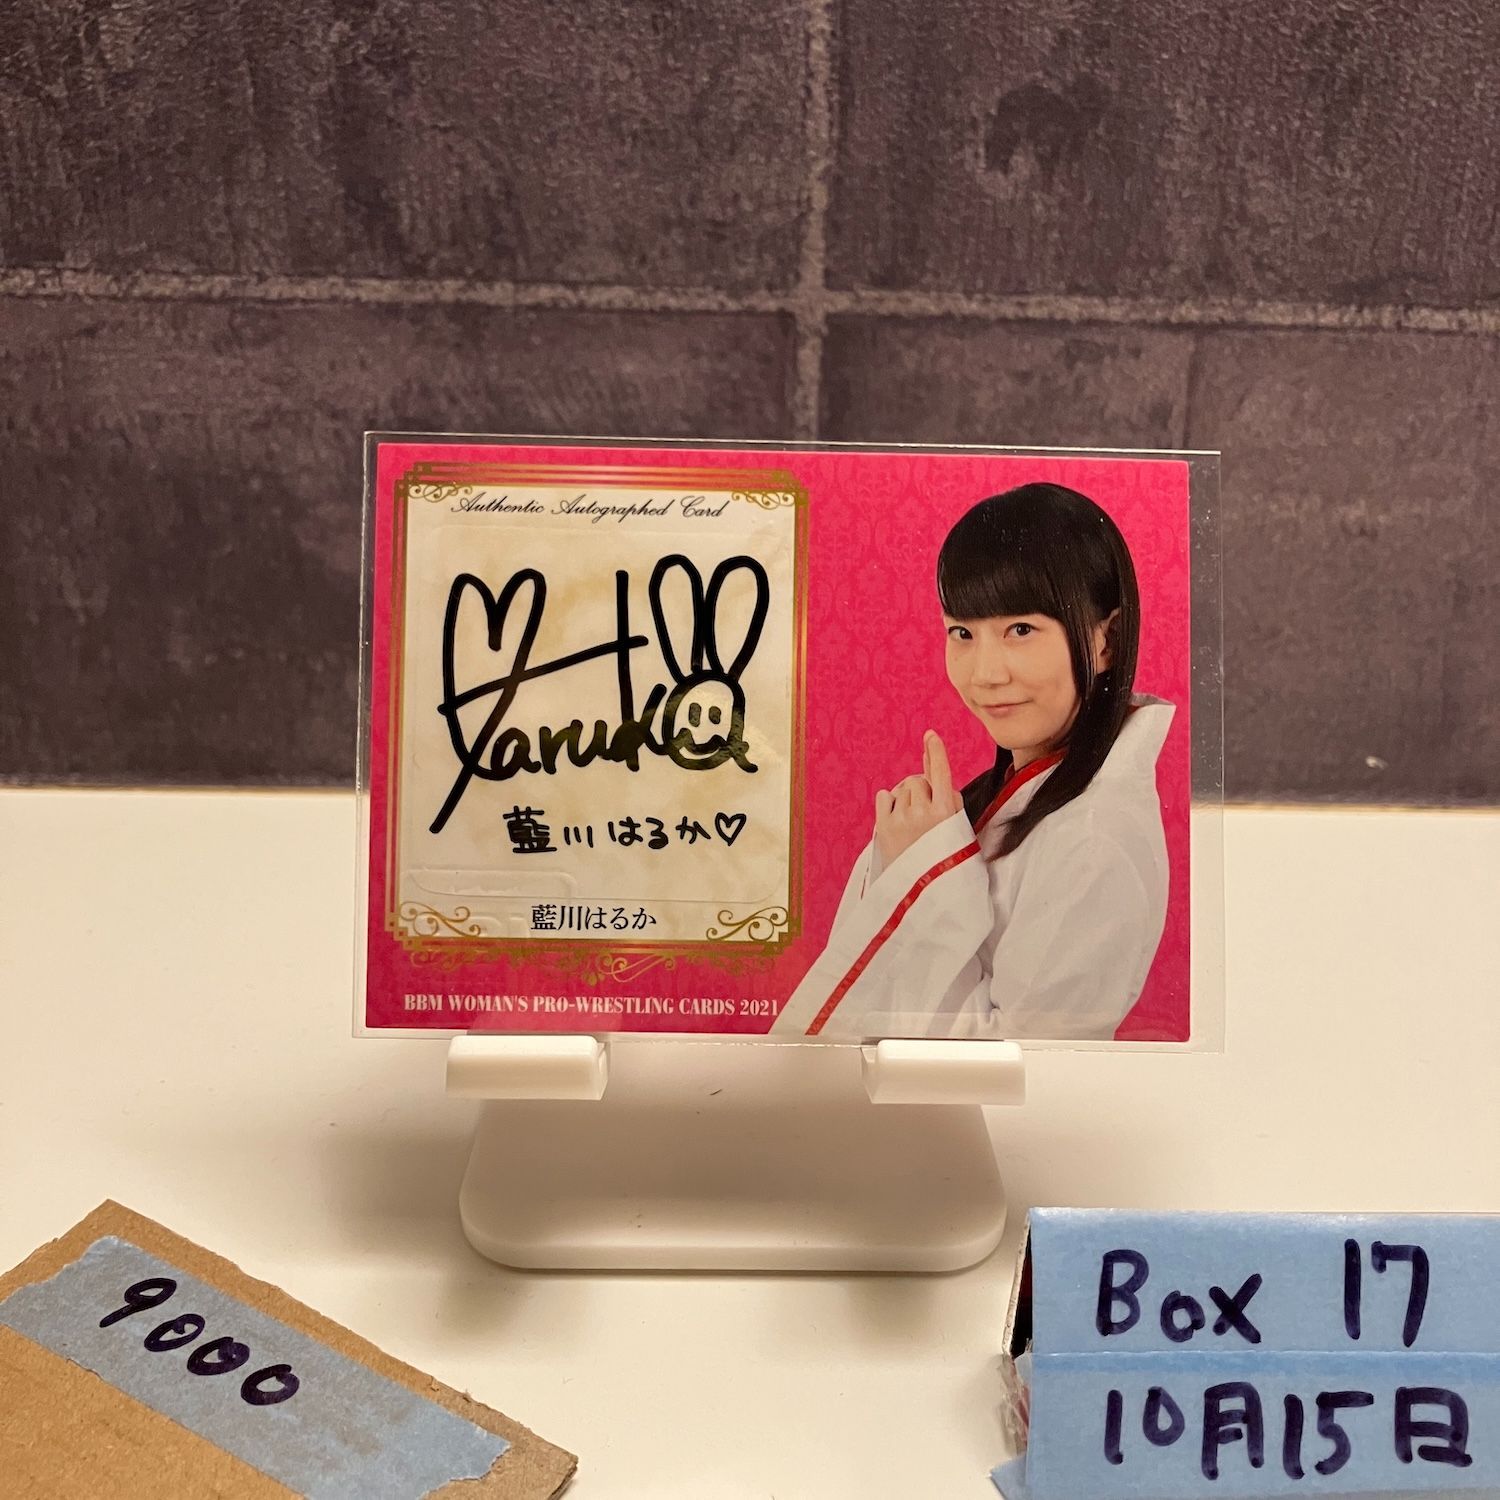 Authentic Autographed Card
Haruka
藍川はるか♡
藍川はるか
BBM WOMAN'S PRO-WRESTLING CARDS 2021
9000
Box 17
10月15日